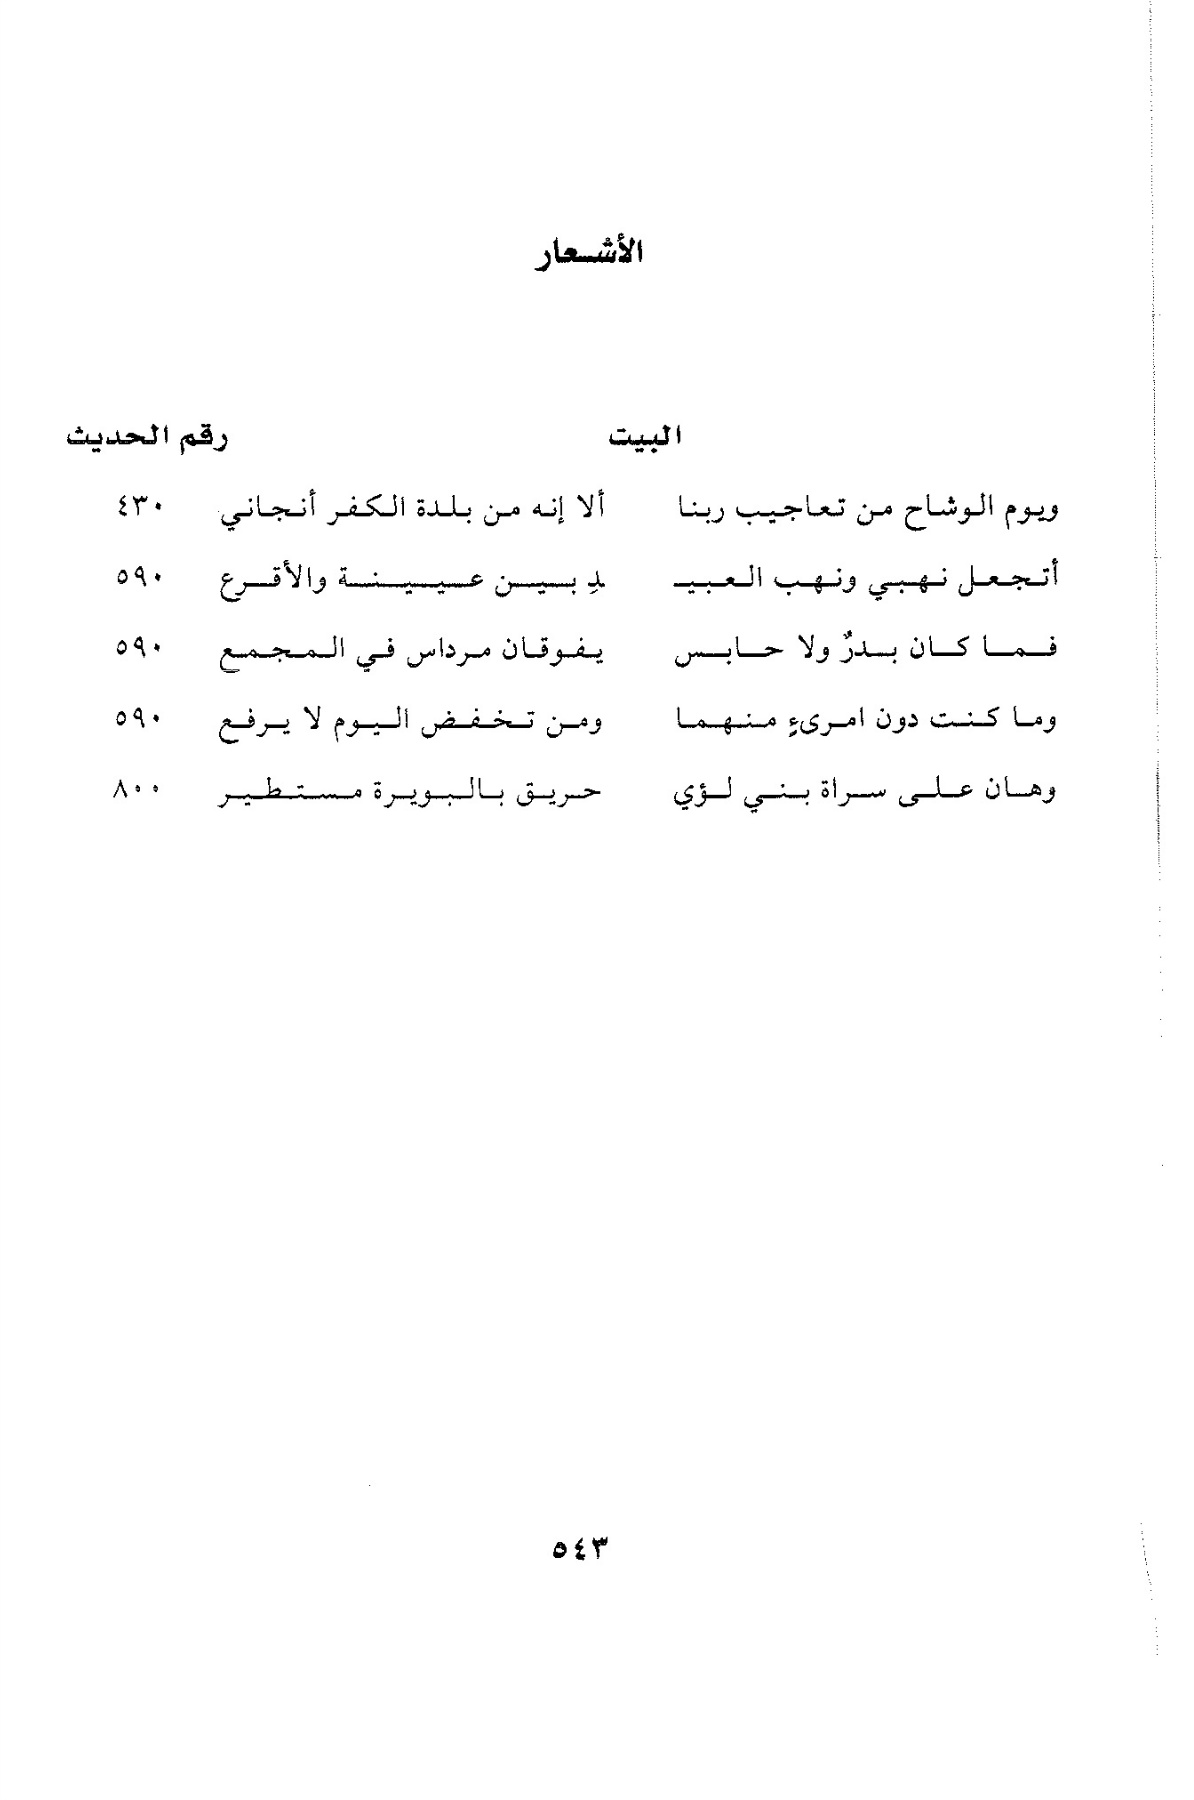 الأشعار
البيت رقم الحديث
ويوم الوشاح من تعاجيب ربنا ألا إنه من بلدة الكفر أنجاني ٤٣٠
أتجعل نهبي ونهب العبيـ ـدِ بين عيينة والأقرع ٥٩٠
فما كان بدرٌ ولا حابس يفوقان مرداس في المجمع ٥٩٠
وما كنت دون امرىءٍ منهما ومن تخفض اليوم لا يرفع ٥٩٠
وهان على سراة بني لؤي حريق بالبويرة مستطير ٨٠٠
٥٤٣